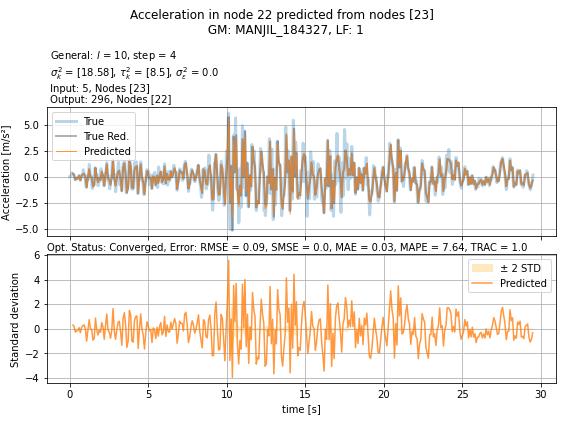 Acceleration in node 22 predicted from nodes [23]
GM: MANJIL_184327, LF: 1
General: l = 10, step = 4
σ²ₖ = [18.58], τ²ₖ = [8.5], σ²ε = 0.0
Input: 5, Nodes [23]
Output: 296, Nodes [22]
Acceleration [m/s²]
5.0
2.5
0.0
−2.5
−5.0
True
True Red.
Predicted
Opt. Status: Converged, Error: RMSE = 0.09, SMSE = 0.0, MAE = 0.03, MAPE = 7.64, TRAC = 1.0
Standard deviation
6
4
2
0
−2
−4
± 2 STD
Predicted
0 5 10 15 20 25 30
time [s]